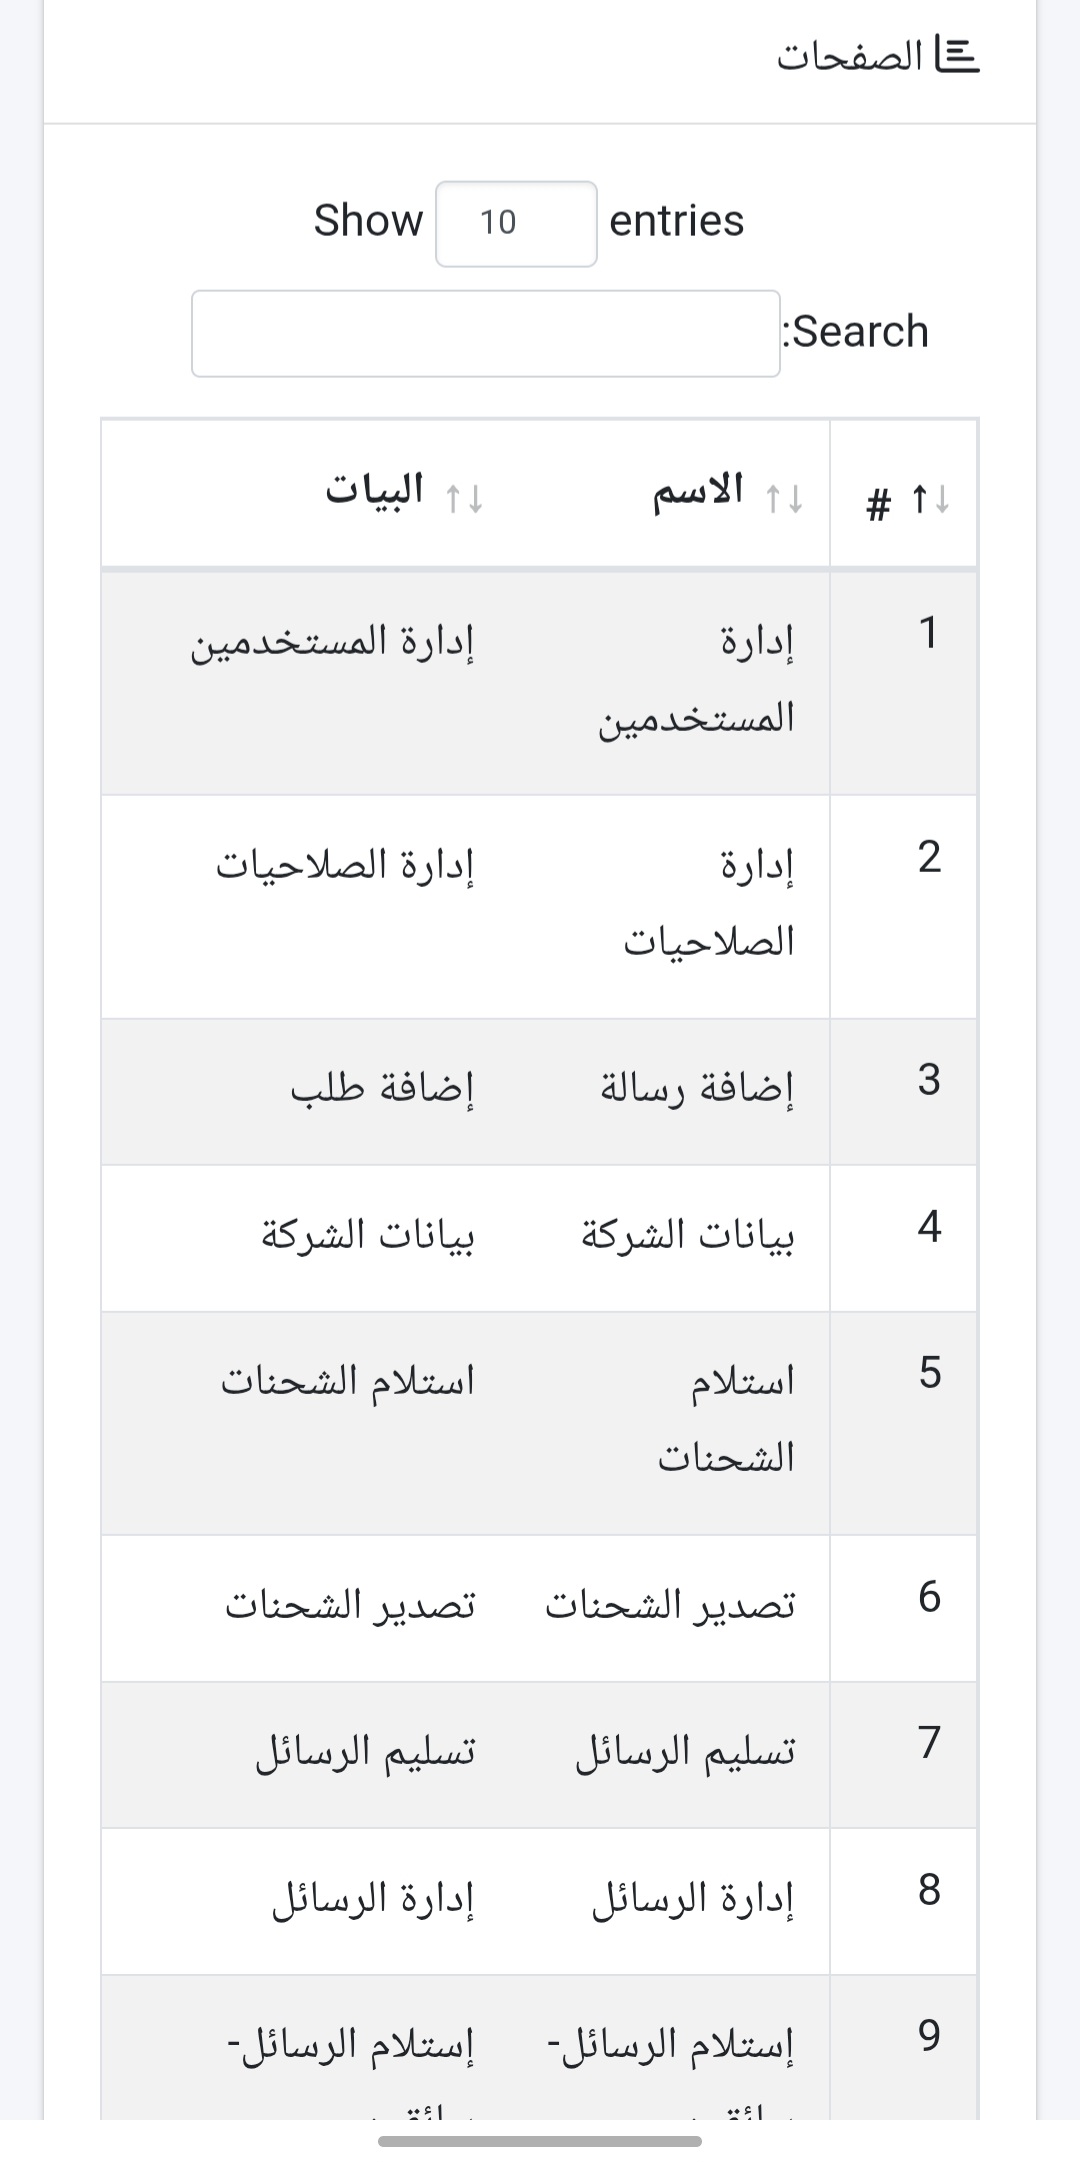 الصفحات
Show 10 entries
Search:
# الاسم البيات
1 إدارة المستخدمين إدارة المستخدمين
2 إدارة الصلاحيات إدارة الصلاحيات
3 إضافة رسالة إضافة طلب
4 بيانات الشركة بيانات الشركة
5 استلام الشحنات استلام الشحنات
6 تصدير الشحنات تصدير الشحنات
7 تسليم الرسائل تسليم الرسائل
8 إدارة الرسائل إدارة الرسائل
9 إستلام الرسائل- إستلام الرسائل-